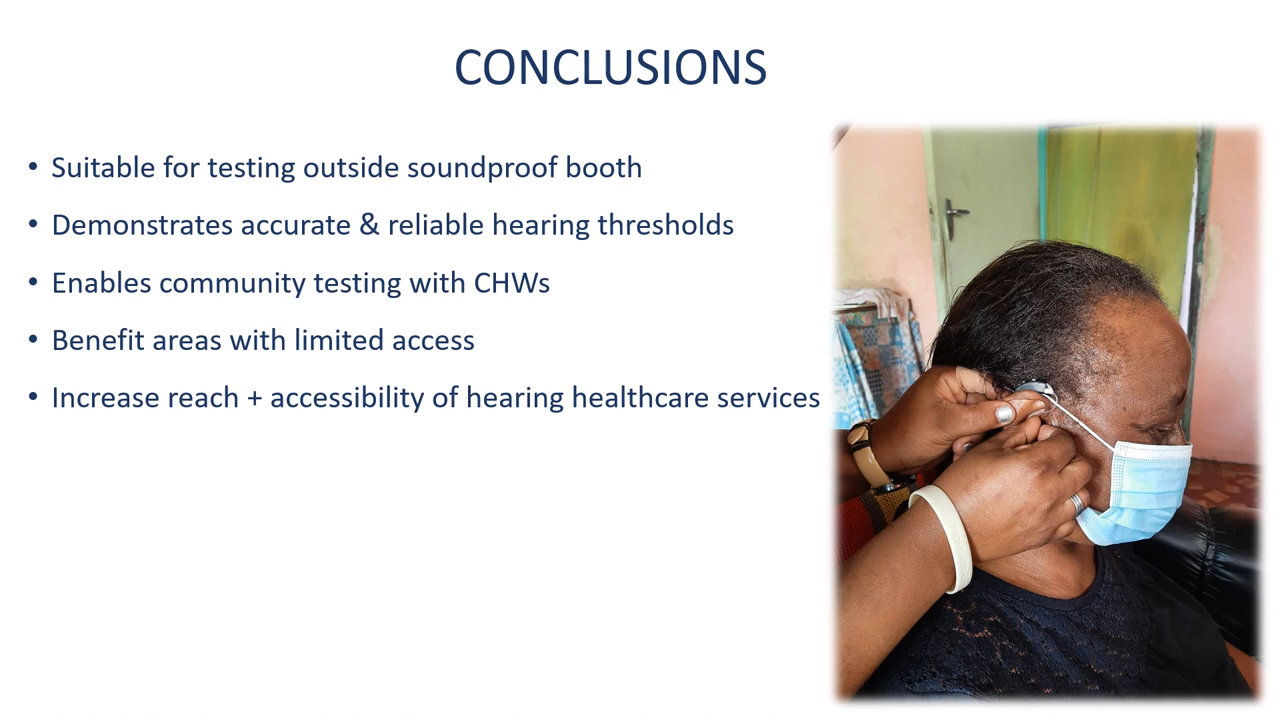 CONCLUSIONS
• Suitable for testing outside soundproof booth
• Demonstrates accurate & reliable hearing thresholds
• Enables community testing with CHWs
• Benefit areas with limited access
• Increase reach + accessibility of hearing healthcare services